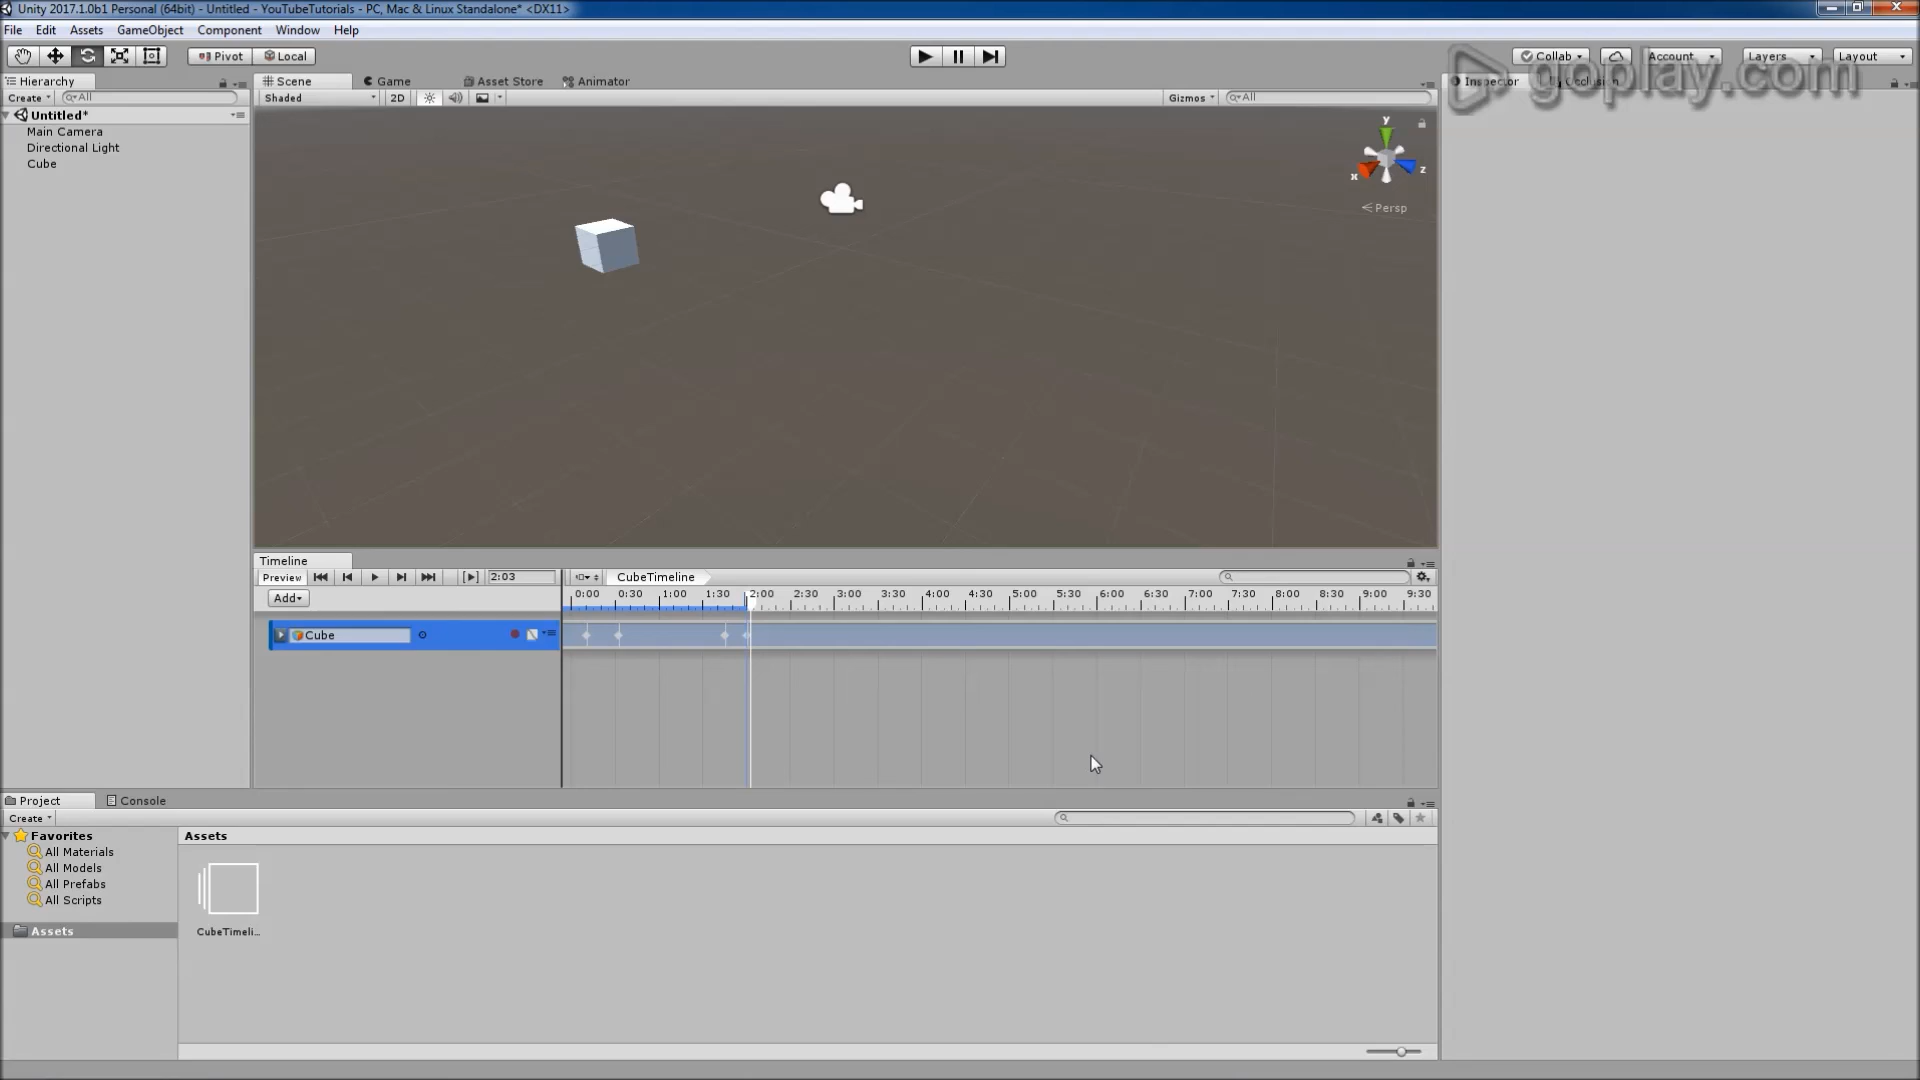 Unity 2017.1.0b1 Personal (64bit) - Untitled - YouTubeTutorials - PC, Mac & Linux Standalone* <DX11>
File Edit Assets GameObject Component Window Help
Pivot Local Collab Account Layers Layout
goplay.com
Hierarchy Scene Game Asset Store Animator Inspector Occlusion
Create All Shaded 2D Gizmos All
Untitled*
Main Camera
Directional Light
Cube
y
x z
Persp
Timeline
Preview 2:03 CubeTimeline
Add 0:00 0:30 1:00 1:30 2:00 2:30 3:00 3:30 4:00 4:30 5:00 5:30 6:00 6:30 7:00 7:30 8:00 8:30 9:00 9:30
Cube
Project Console
Create
Favorites Assets
All Materials
All Models
All Prefabs
All Scripts
Assets CubeTimeli...